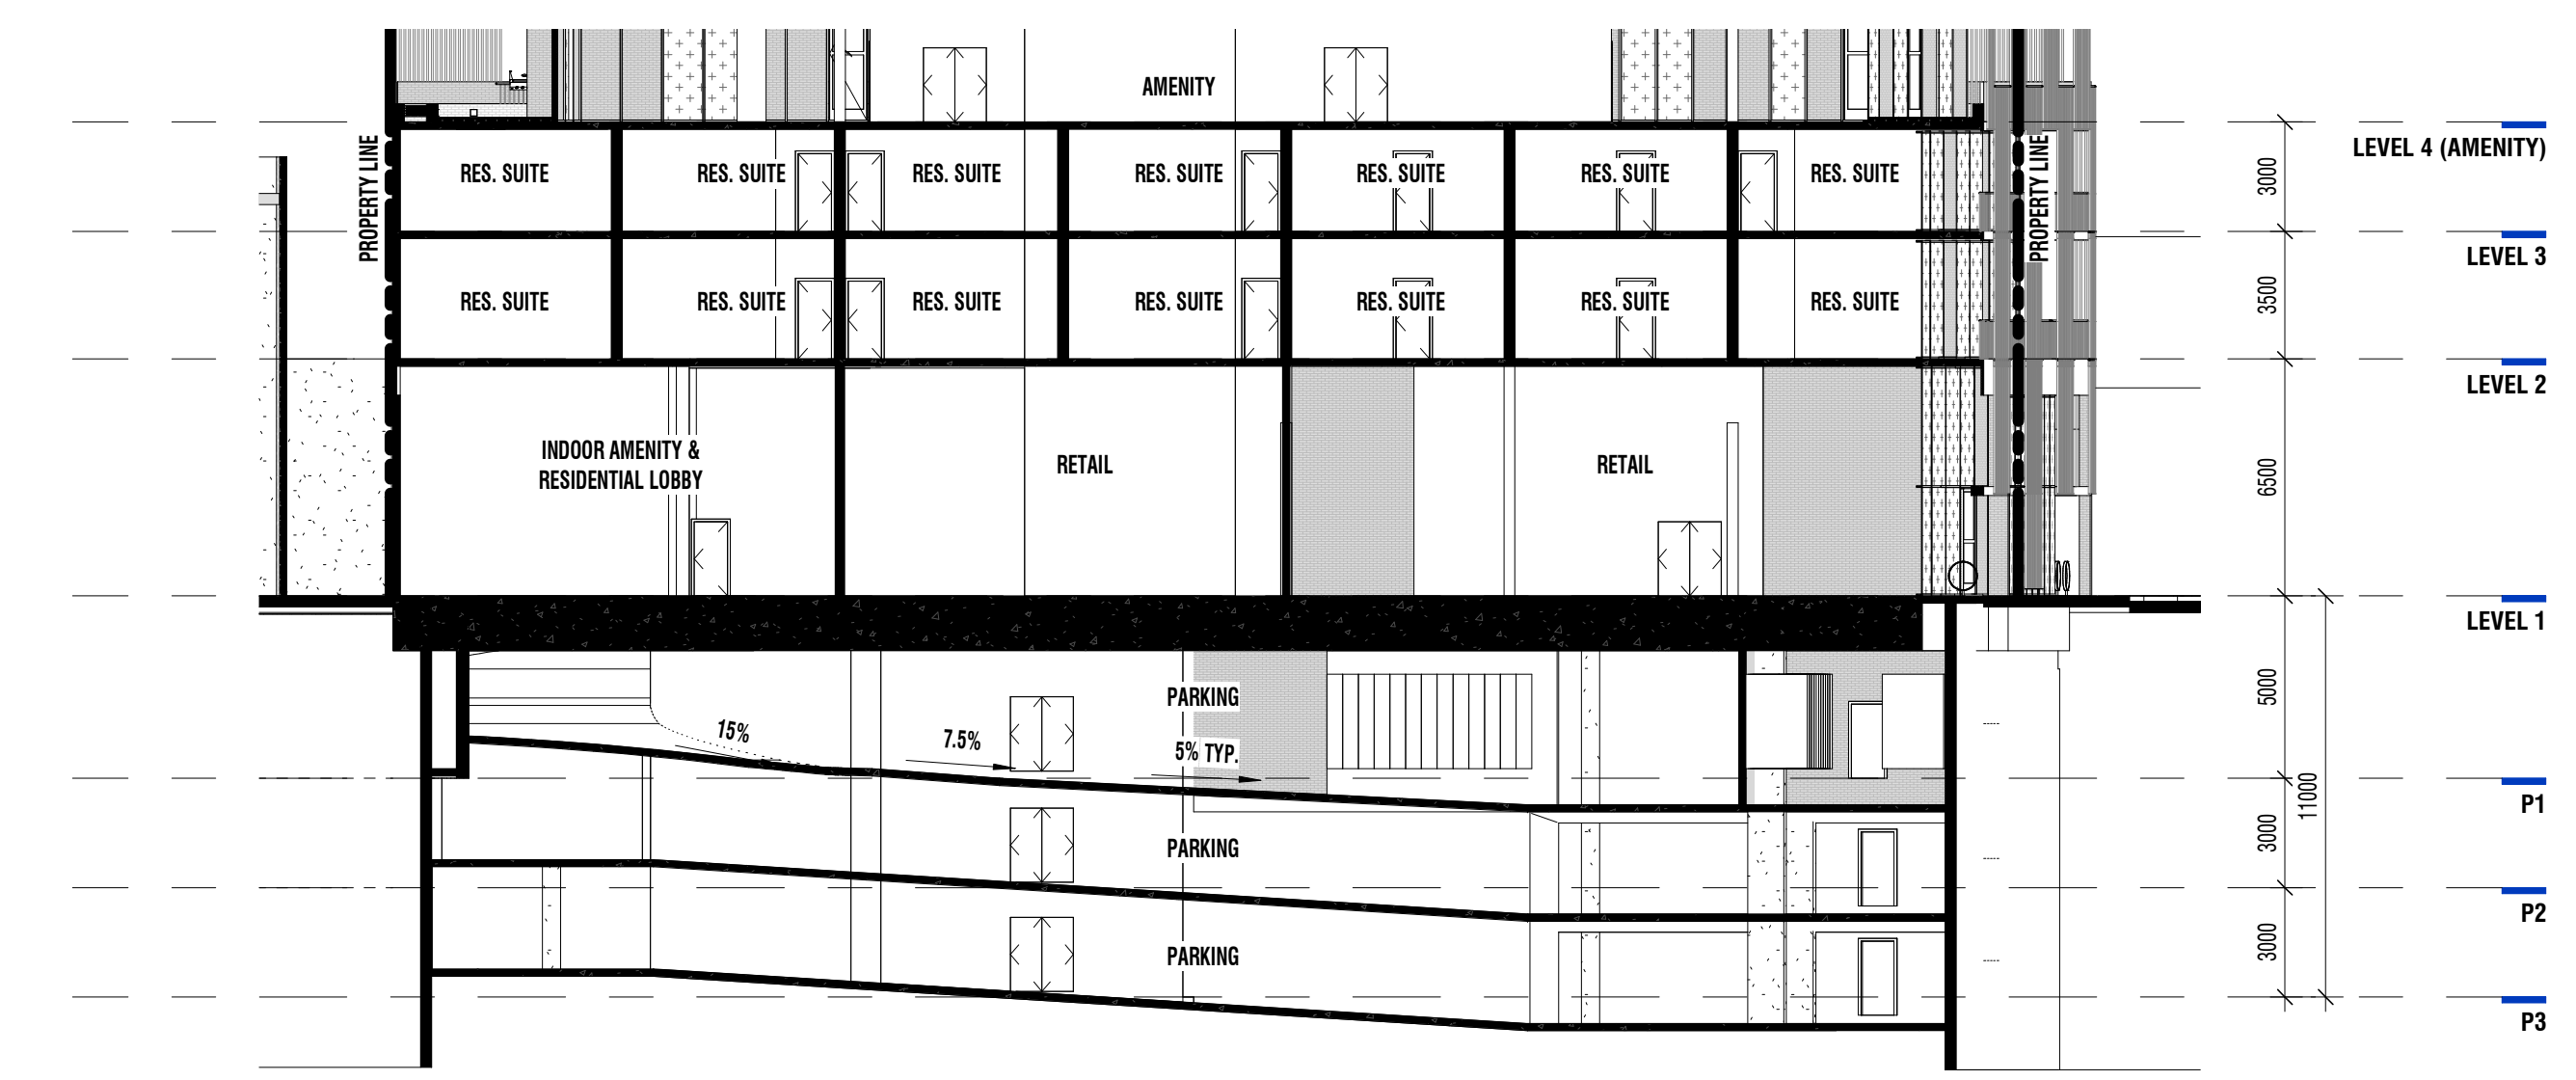 AMENITY
LEVEL 4 (AMENITY)
PROPERTY LINE
RES. SUITE
RES. SUITE
RES. SUITE
RES. SUITE
RES. SUITE
RES. SUITE
RES. SUITE
PROPERTY LINE
3000
LEVEL 3
RES. SUITE
RES. SUITE
RES. SUITE
RES. SUITE
RES. SUITE
RES. SUITE
RES. SUITE
3500
LEVEL 2
INDOOR AMENITY &
RESIDENTIAL LOBBY
RETAIL
RETAIL
6500
LEVEL 1
PARKING
15%
7.5%
5% TYP.
5000
11000
P1
PARKING
3000
P2
PARKING
3000
P3